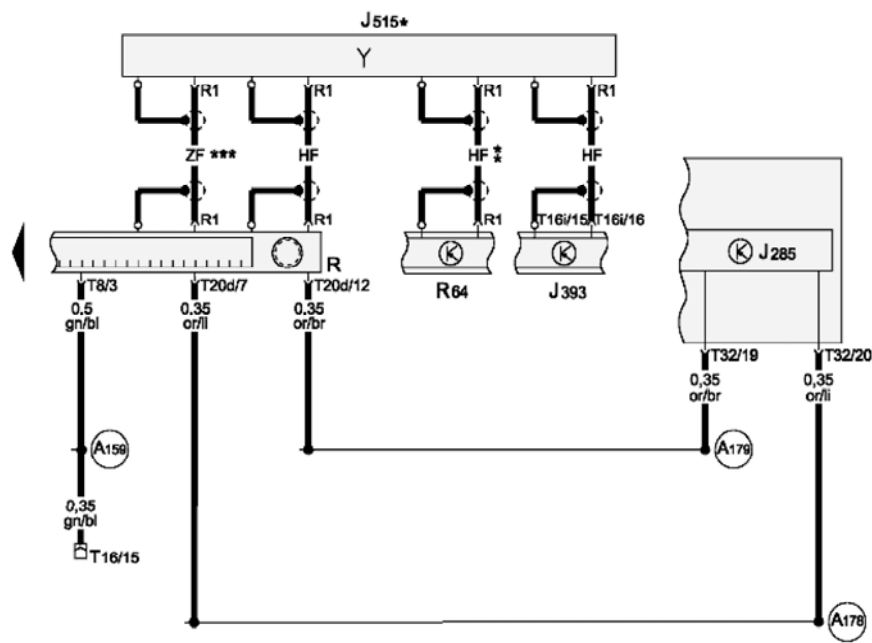 J515*
R1 R1 R1 R1
ZF *** HF HF ** HF
R1 R1 R1 T16i/15 T16i/16
R
R64
J393
J285
T8/3 T20d/7 T20d/12
0.5
gn/bl
0.35
or/li
0.35
or/br
T32/19 T32/20
0,35
or/br
0,35
or/li
A159
A179
0,35
gn/bl
T16/15
A178